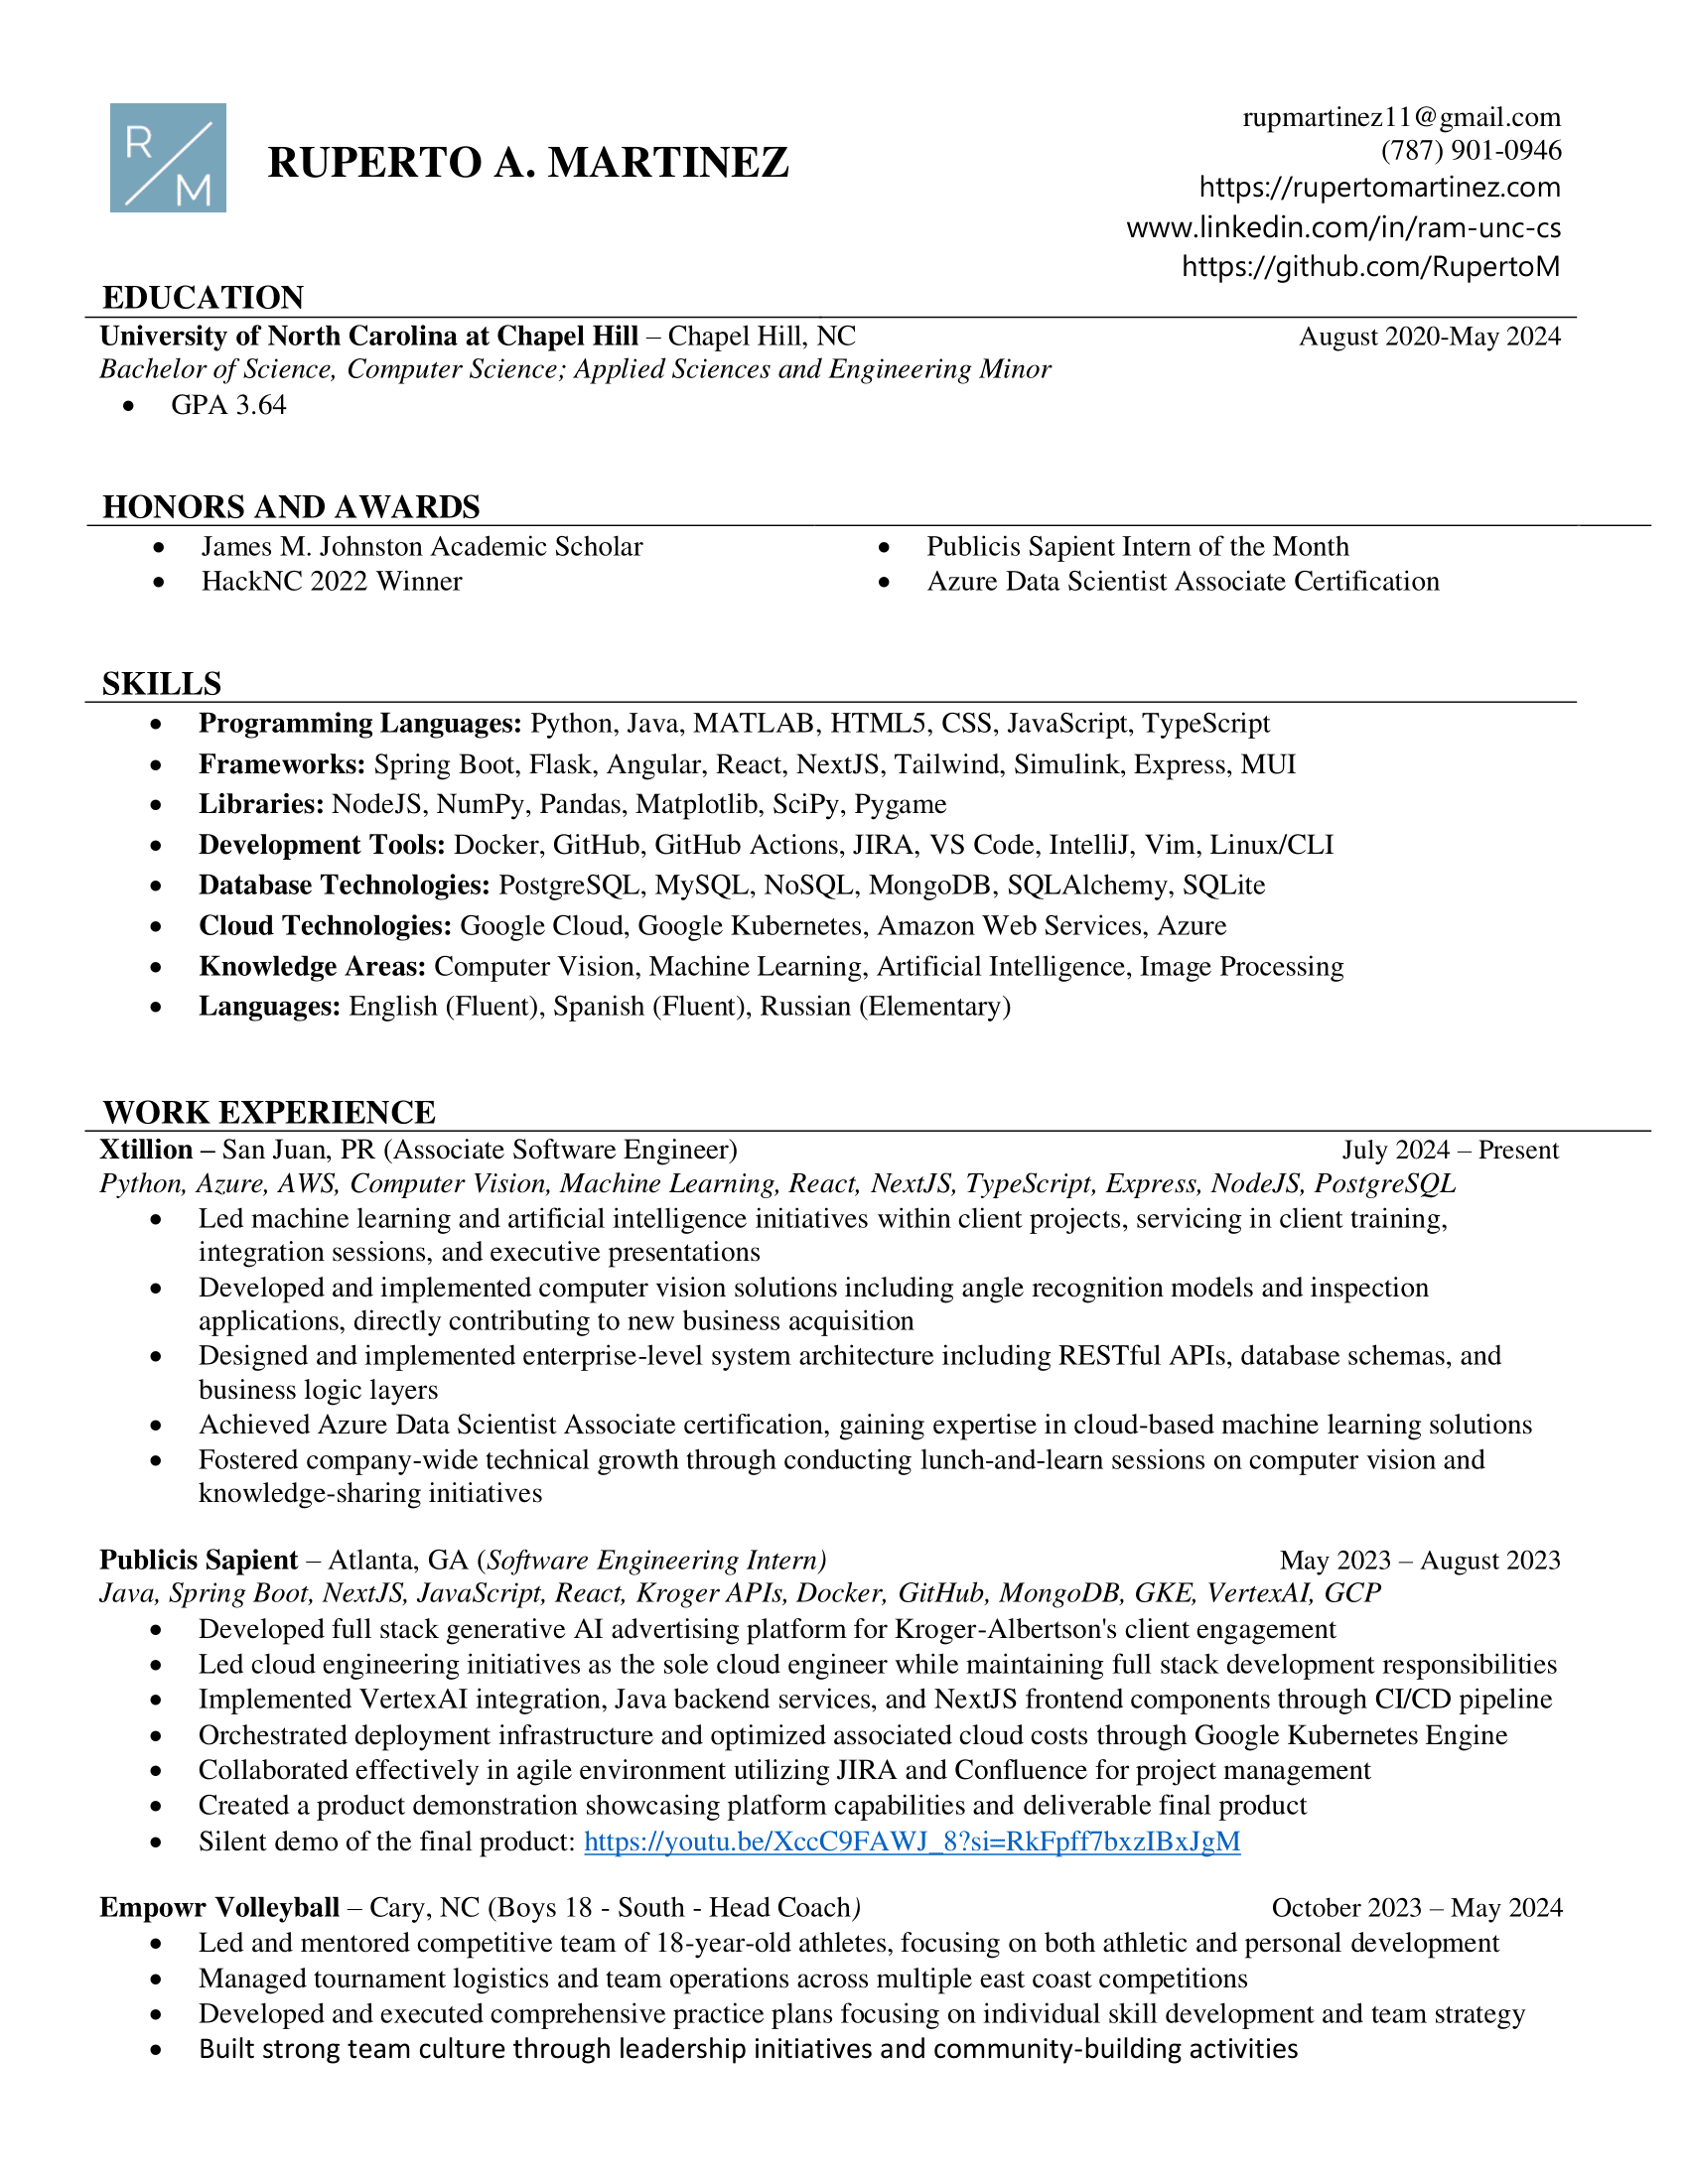 R
M
RUPERTO A. MARTINEZ
rupmartinez11@gmail.com
(787) 901-0946
https://rupertomartinez.com
www.linkedin.com/in/ram-unc-cs
https://github.com/RupertoM
EDUCATION
University of North Carolina at Chapel Hill – Chapel Hill, NC August 2020-May 2024
Bachelor of Science, Computer Science; Applied Sciences and Engineering Minor
• GPA 3.64
HONORS AND AWARDS
• James M. Johnston Academic Scholar
• HackNC 2022 Winner
• Publicis Sapient Intern of the Month
• Azure Data Scientist Associate Certification
SKILLS
• Programming Languages: Python, Java, MATLAB, HTML5, CSS, JavaScript, TypeScript
• Frameworks: Spring Boot, Flask, Angular, React, NextJS, Tailwind, Simulink, Express, MUI
• Libraries: NodeJS, NumPy, Pandas, Matplotlib, SciPy, Pygame
• Development Tools: Docker, GitHub, GitHub Actions, JIRA, VS Code, IntelliJ, Vim, Linux/CLI
• Database Technologies: PostgreSQL, MySQL, NoSQL, MongoDB, SQLAlchemy, SQLite
• Cloud Technologies: Google Cloud, Google Kubernetes, Amazon Web Services, Azure
• Knowledge Areas: Computer Vision, Machine Learning, Artificial Intelligence, Image Processing
• Languages: English (Fluent), Spanish (Fluent), Russian (Elementary)
WORK EXPERIENCE
Xtillion – San Juan, PR (Associate Software Engineer) July 2024 – Present
Python, Azure, AWS, Computer Vision, Machine Learning, React, NextJS, TypeScript, Express, NodeJS, PostgreSQL
• Led machine learning and artificial intelligence initiatives within client projects, servicing in client training,
integration sessions, and executive presentations
• Developed and implemented computer vision solutions including angle recognition models and inspection
applications, directly contributing to new business acquisition
• Designed and implemented enterprise-level system architecture including RESTful APIs, database schemas, and
business logic layers
• Achieved Azure Data Scientist Associate certification, gaining expertise in cloud-based machine learning solutions
• Fostered company-wide technical growth through conducting lunch-and-learn sessions on computer vision and
knowledge-sharing initiatives
Publicis Sapient – Atlanta, GA (Software Engineering Intern) May 2023 – August 2023
Java, Spring Boot, NextJS, JavaScript, React, Kroger APIs, Docker, GitHub, MongoDB, GKE, VertexAI, GCP
• Developed full stack generative AI advertising platform for Kroger-Albertson's client engagement
• Led cloud engineering initiatives as the sole cloud engineer while maintaining full stack development responsibilities
• Implemented VertexAI integration, Java backend services, and NextJS frontend components through CI/CD pipeline
• Orchestrated deployment infrastructure and optimized associated cloud costs through Google Kubernetes Engine
• Collaborated effectively in agile environment utilizing JIRA and Confluence for project management
• Created a product demonstration showcasing platform capabilities and deliverable final product
• Silent demo of the final product: https://youtu.be/XccC9FAWJ_8?si=RkFpff7bxzIBxJgM
Empowr Volleyball – Cary, NC (Boys 18 - South - Head Coach) October 2023 – May 2024
• Led and mentored competitive team of 18-year-old athletes, focusing on both athletic and personal development
• Managed tournament logistics and team operations across multiple east coast competitions
• Developed and executed comprehensive practice plans focusing on individual skill development and team strategy
• Built strong team culture through leadership initiatives and community-building activities